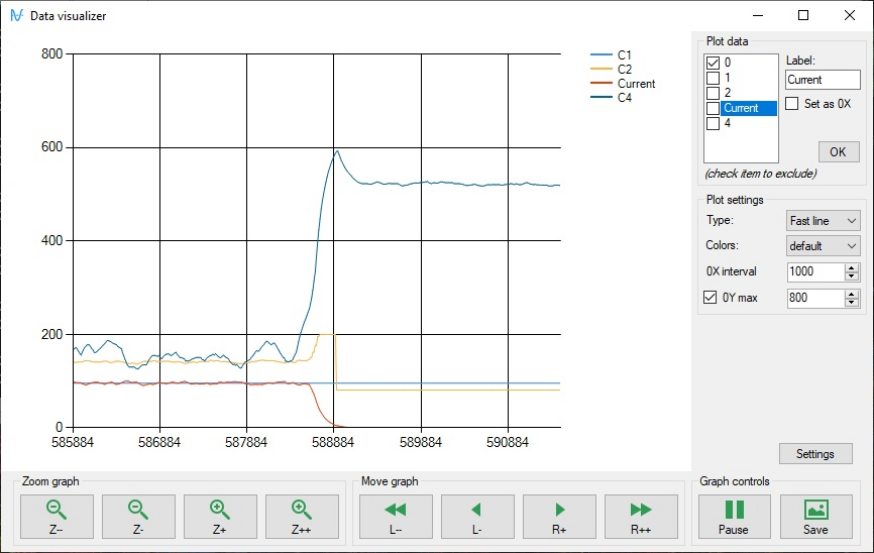 Data visualizer
800
600
400
200
0
585884 586884 587884 588884 589884 590884
C1
C2
Current
C4
Plot data
0
1
2
Current
4
Label:
Current
Set as 0X
OK
(check item to exclude)
Plot settings
Type: Fast line
Colors: default
0X interval 1000
0Y max 800
Settings
Zoom graph
Z-- Z- Z+ Z++
Move graph
L-- L- R+ R++
Graph controls
Pause Save